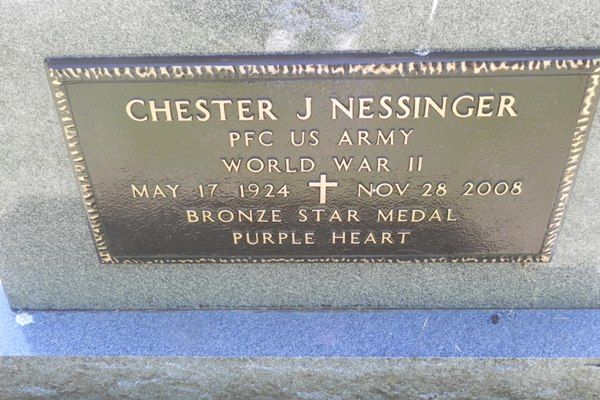 CHESTER J NESSINGER
PFC US ARMY
WORLD WAR II
MAY 17 1924 NOV 28 2008
BRONZE STAR MEDAL
PURPLE HEART